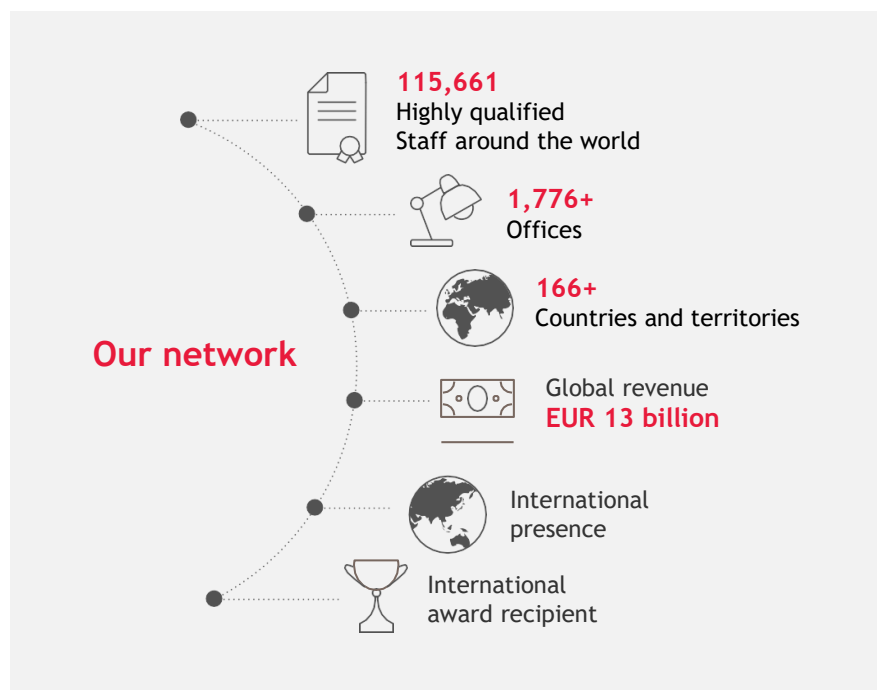 115,661
Highly qualified
Staff around the world
1,776+
Offices
166+
Countries and territories
Our network
Global revenue
EUR 13 billion
International
presence
International
award recipient